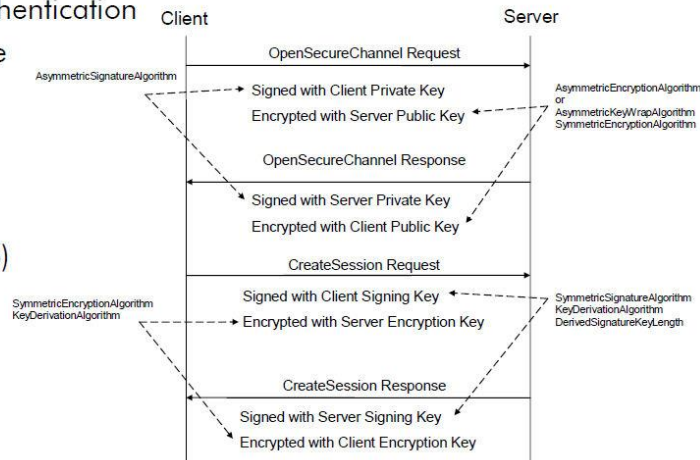 hentication
Client
Server
e
OpenSecureChannel Request
AsymmetricSignatureAlgorithm
Signed with Client Private Key
Encrypted with Server Public Key
AsymmetricEncryptionAlgorithm
or
AsymmetricKeyWrapAlgorithm
SymmetricEncryptionAlgorithm
OpenSecureChannel Response
Signed with Server Private Key
Encrypted with Client Public Key
)
CreateSession Request
SymmetricEncryptionAlgorithm
KeyDerivationAlgorithm
Signed with Client Signing Key
Encrypted with Server Encryption Key
SymmetricSignatureAlgorithm
KeyDerivationAlgorithm
DerivedSignatureKeyLength
CreateSession Response
Signed with Server Signing Key
Encrypted with Client Encryption Key